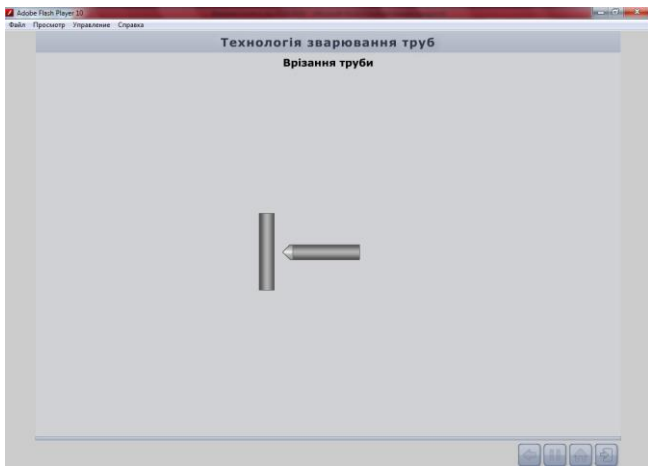 Adobe Flash Player 10
Файл Просмотр Управление Справка
Технологія зварювання труб
Врізання труби